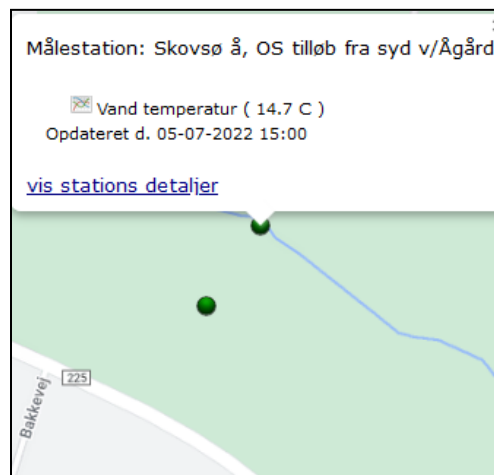 Målestation: Skovsø å, OS tilløb fra syd v/Ågård
Vand temperatur ( 14.7 C )
Opdateret d. 05-07-2022 15:00
vis stations detaljer
225
Bakkevej